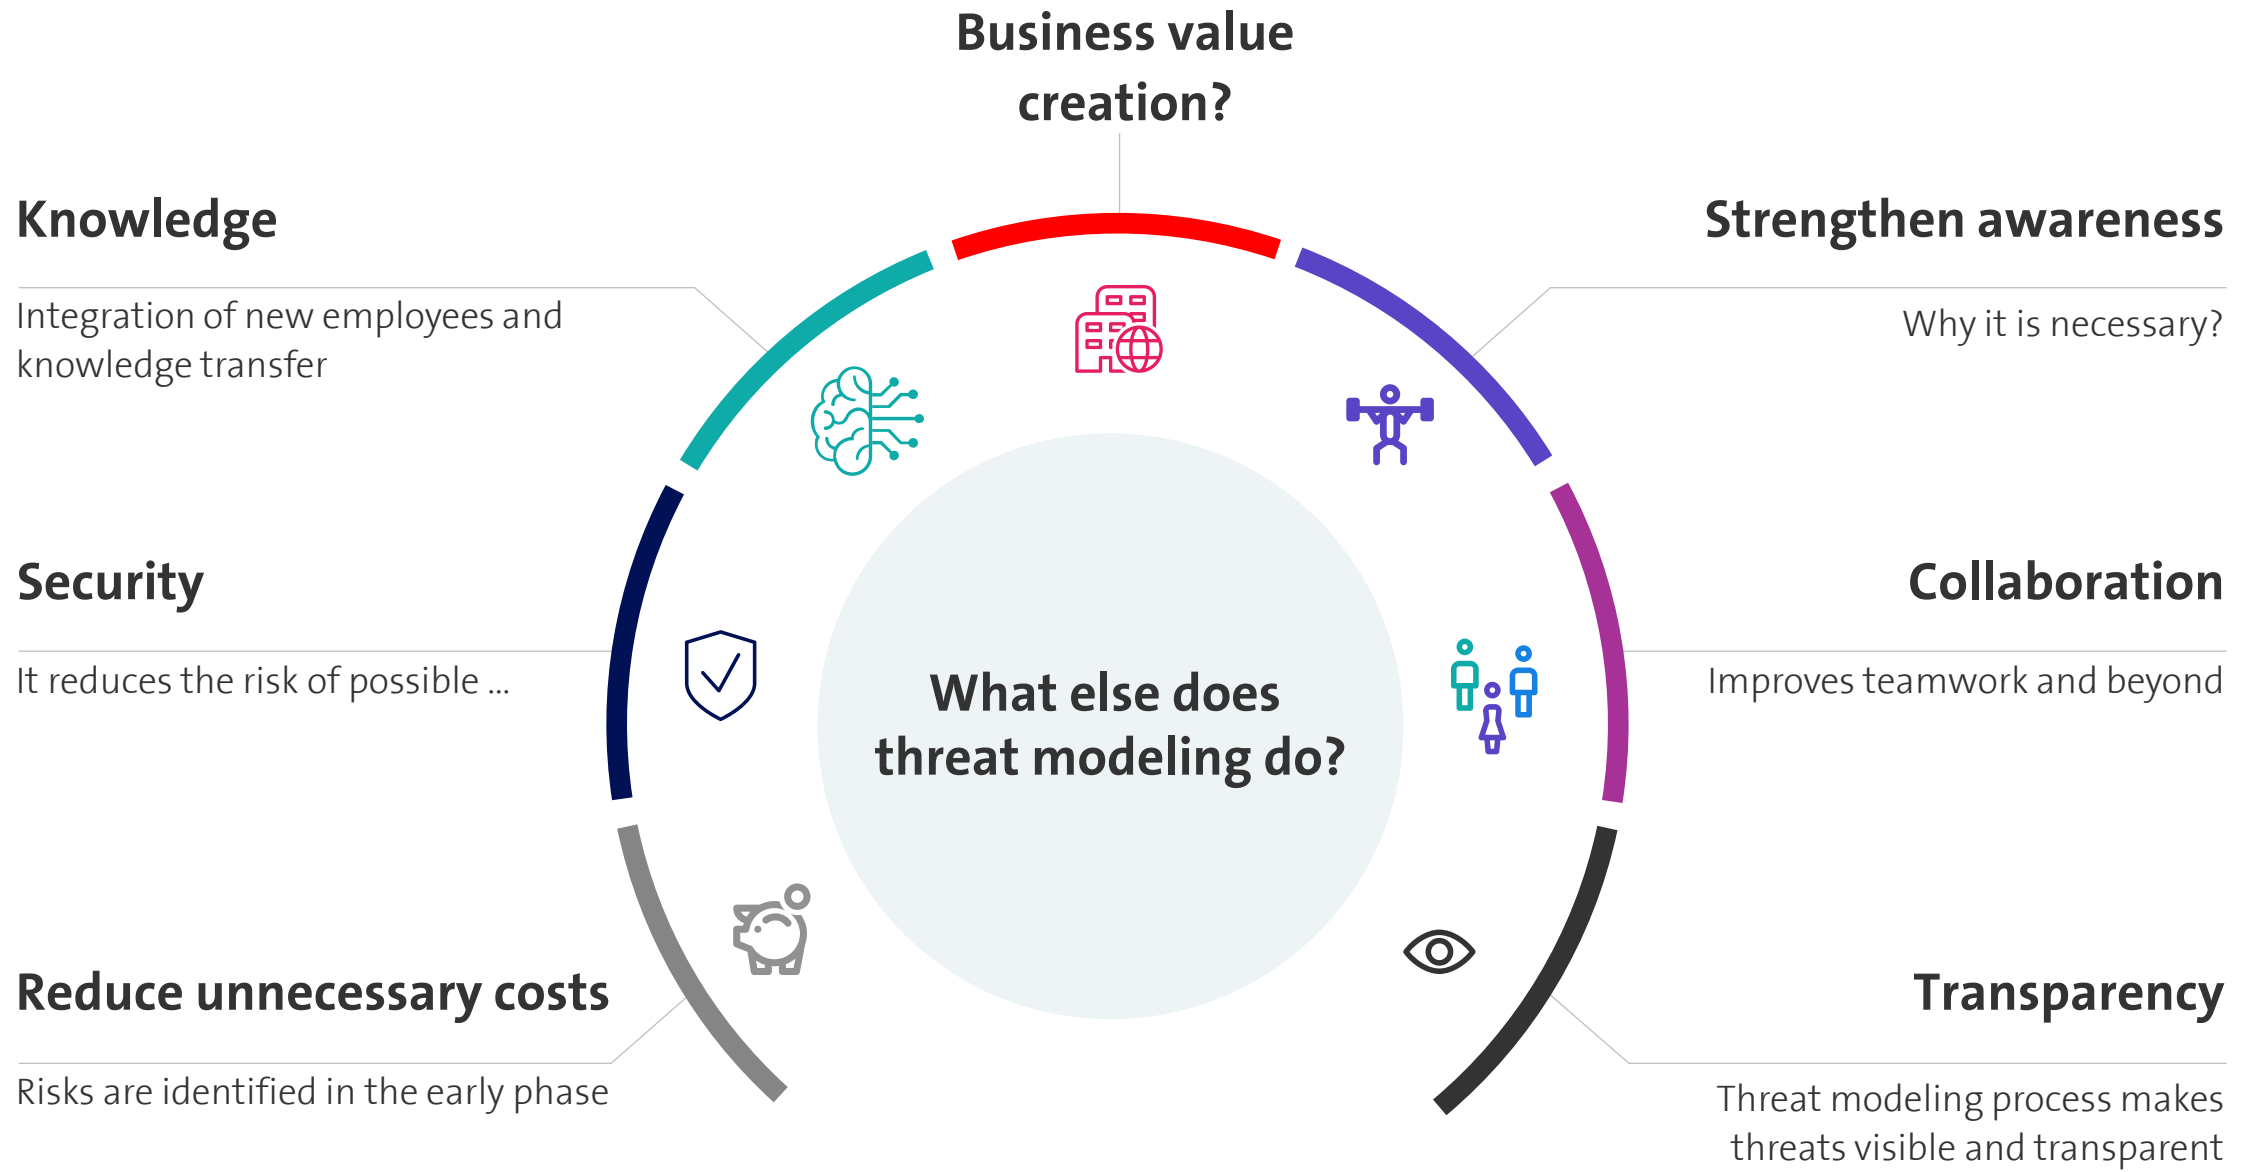 Business value
creation?
Knowledge
Integration of new employees and
knowledge transfer
Strengthen awareness
Why it is necessary?
Security
It reduces the risk of possible ...
Collaboration
Improves teamwork and beyond
What else does
threat modeling do?
Reduce unnecessary costs
Risks are identified in the early phase
Transparency
Threat modeling process makes
threats visible and transparent